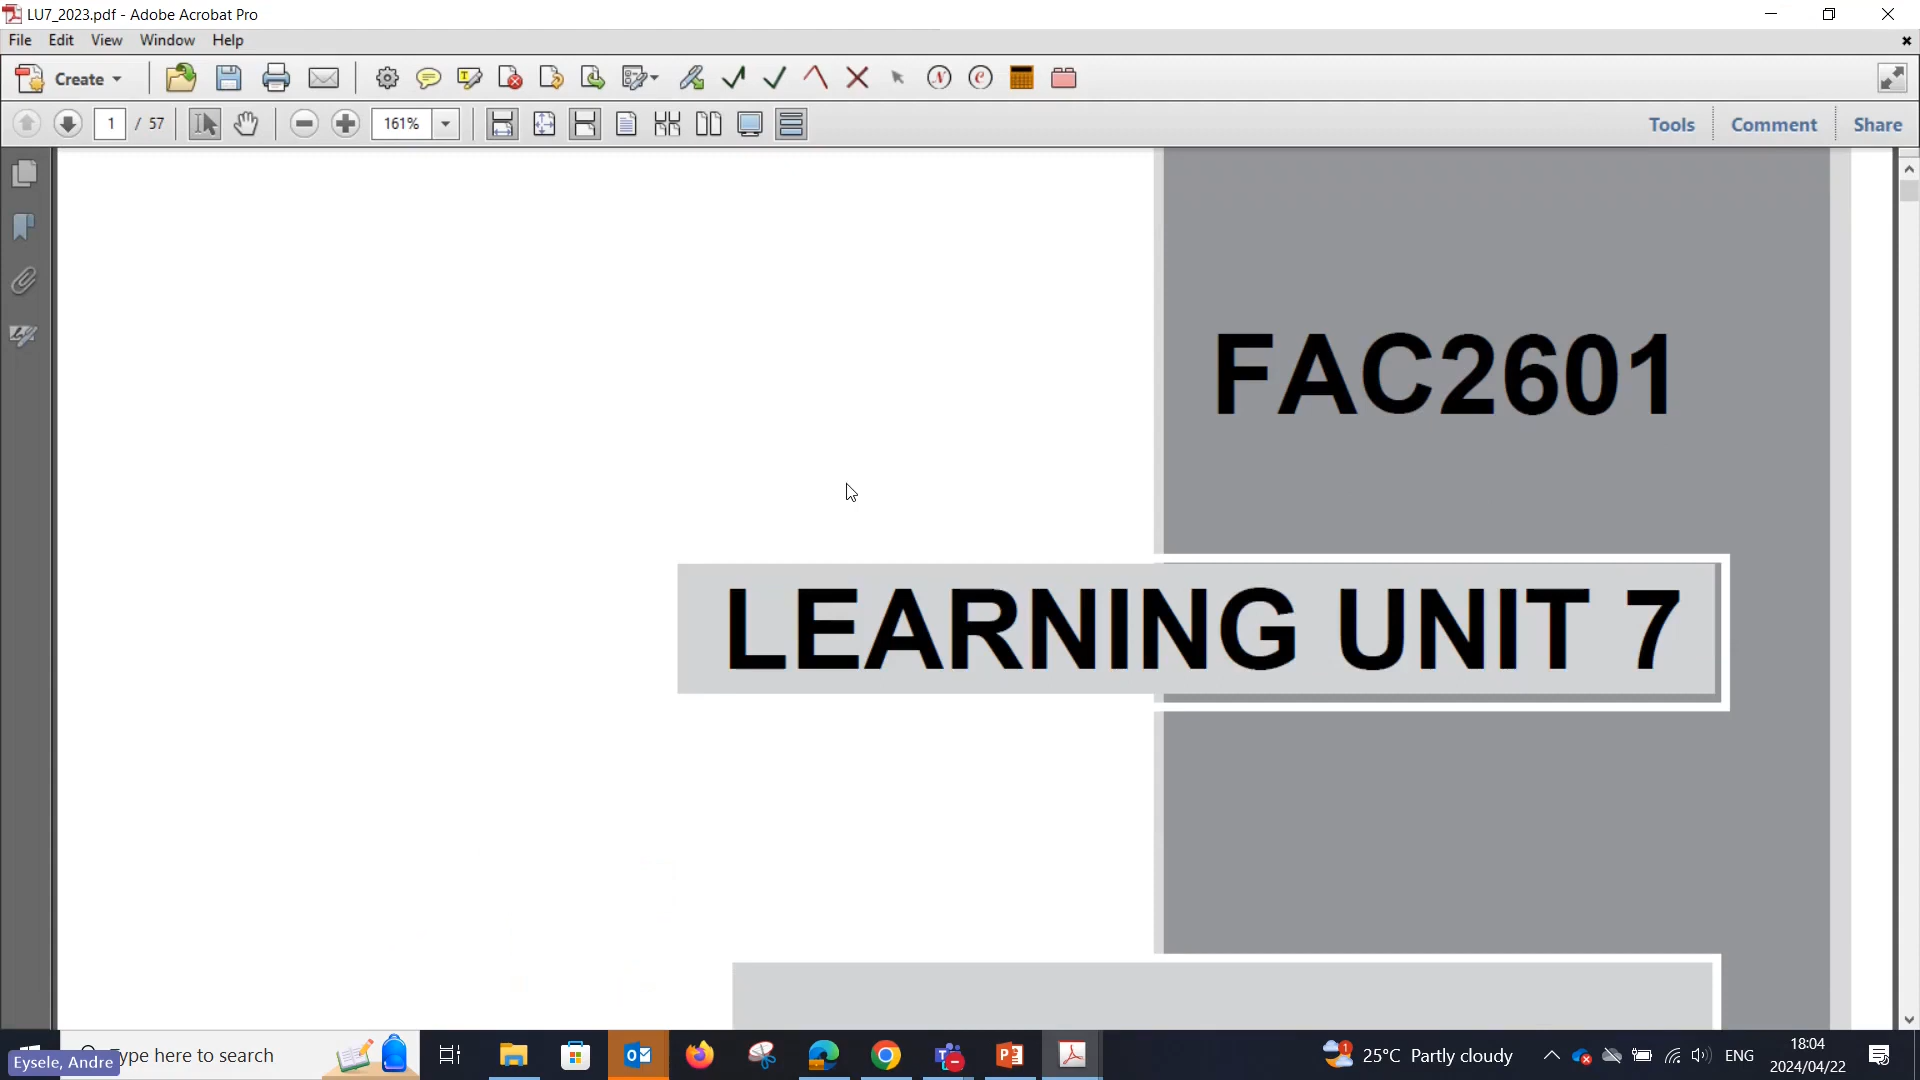 LU7_2023.pdf - Adobe Acrobat Pro
File Edit View Window Help
Create
1 / 57 161% Tools Comment Share
FAC2601
LEARNING UNIT 7
Type here to search
Eysele, Andre
25°C Partly cloudy
ENG
18:04
2024/04/22